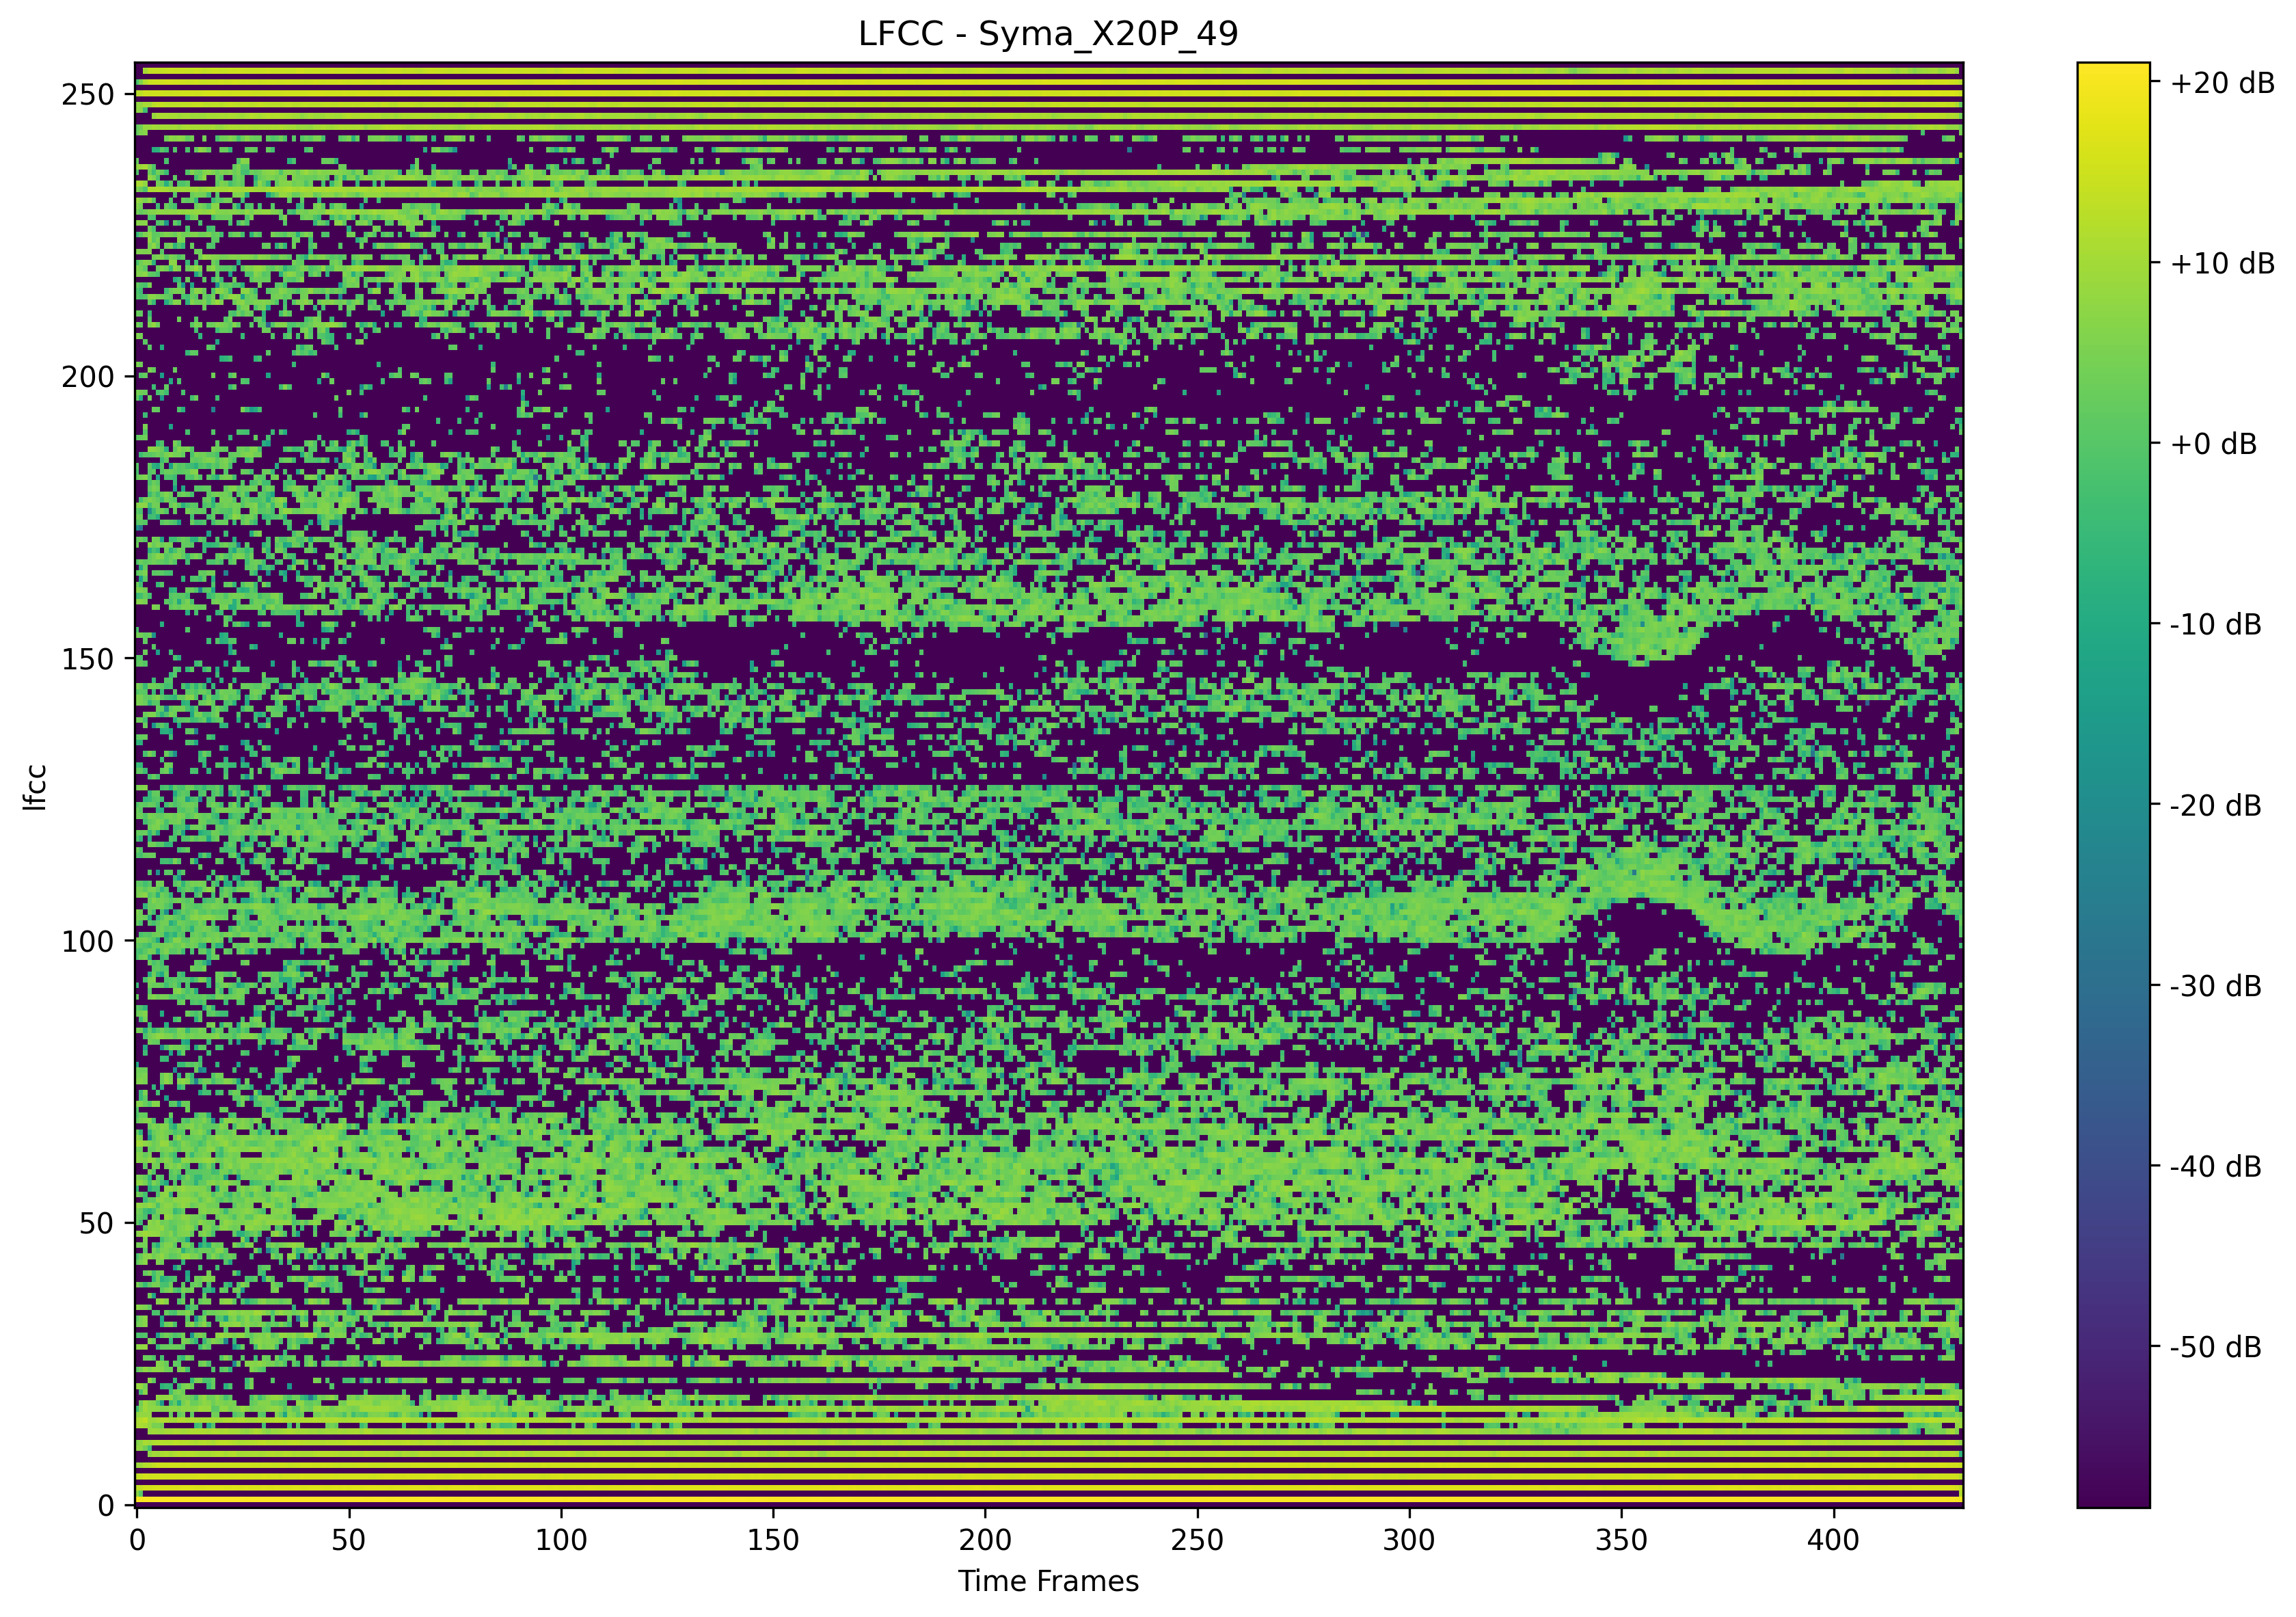 LFCC - Syma_X20P_49
250
200
150
100
50
0
lfcc
0 50 100 150 200 250 300 350 400
Time Frames
+20 dB
+10 dB
+0 dB
-10 dB
-20 dB
-30 dB
-40 dB
-50 dB